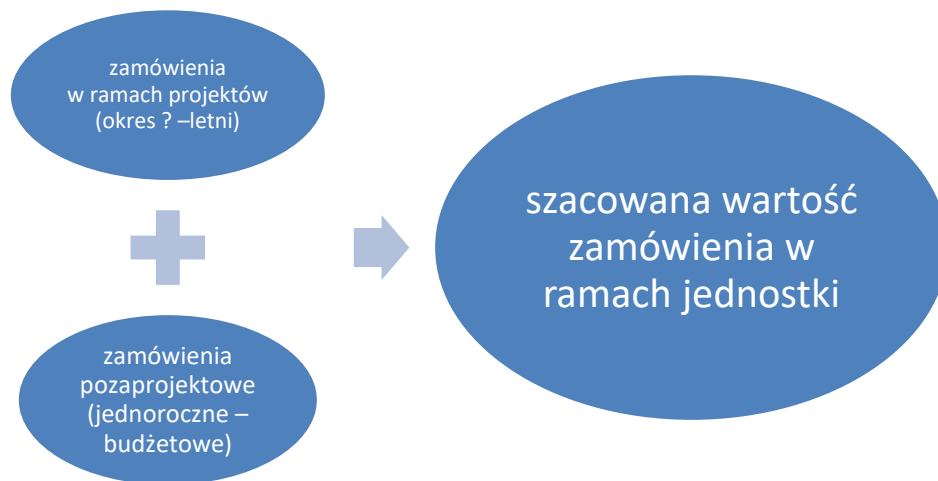 zamówienia
w ramach projektów
(okres ? –letni)
szacowana wartość
zamówienia w
ramach jednostki
zamówienia
pozaprojektowe
(jednoroczne –
budżetowe)